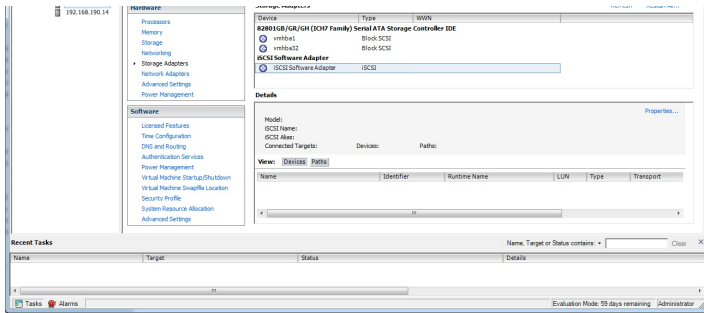 192.168.190.14
Hardware
Processors
Memory
Storage
Networking
Storage Adapters
Network Adapters
Advanced Settings
Power Management
Software
Licensed Features
Time Configuration
DNS and Routing
Authentication Services
Power Management
Virtual Machine Startup/Shutdown
Virtual Machine Swapfile Location
Security Profile
System Resource Allocation
Advanced Settings
Storage Adapters
Refresh Rescan All...
Device Type WWN
82801GB/GR/GH (ICH7 Family) Serial ATA Storage Controller IDE
vmhba1 Block SCSI
vmhba32 Block SCSI
iSCSI Software Adapter
iSCSI Software Adapter iSCSI
Details
Properties...
Model:
iSCSI Name:
iSCSI Alias:
Connected Targets: Devices: Paths:
View: Devices Paths
Name Identifier Runtime Name LUN Type Transport
Recent Tasks
Name, Target or Status contains: Clear
Name Target Status Details
Tasks Alarms
Evaluation Mode: 59 days remaining Administrator